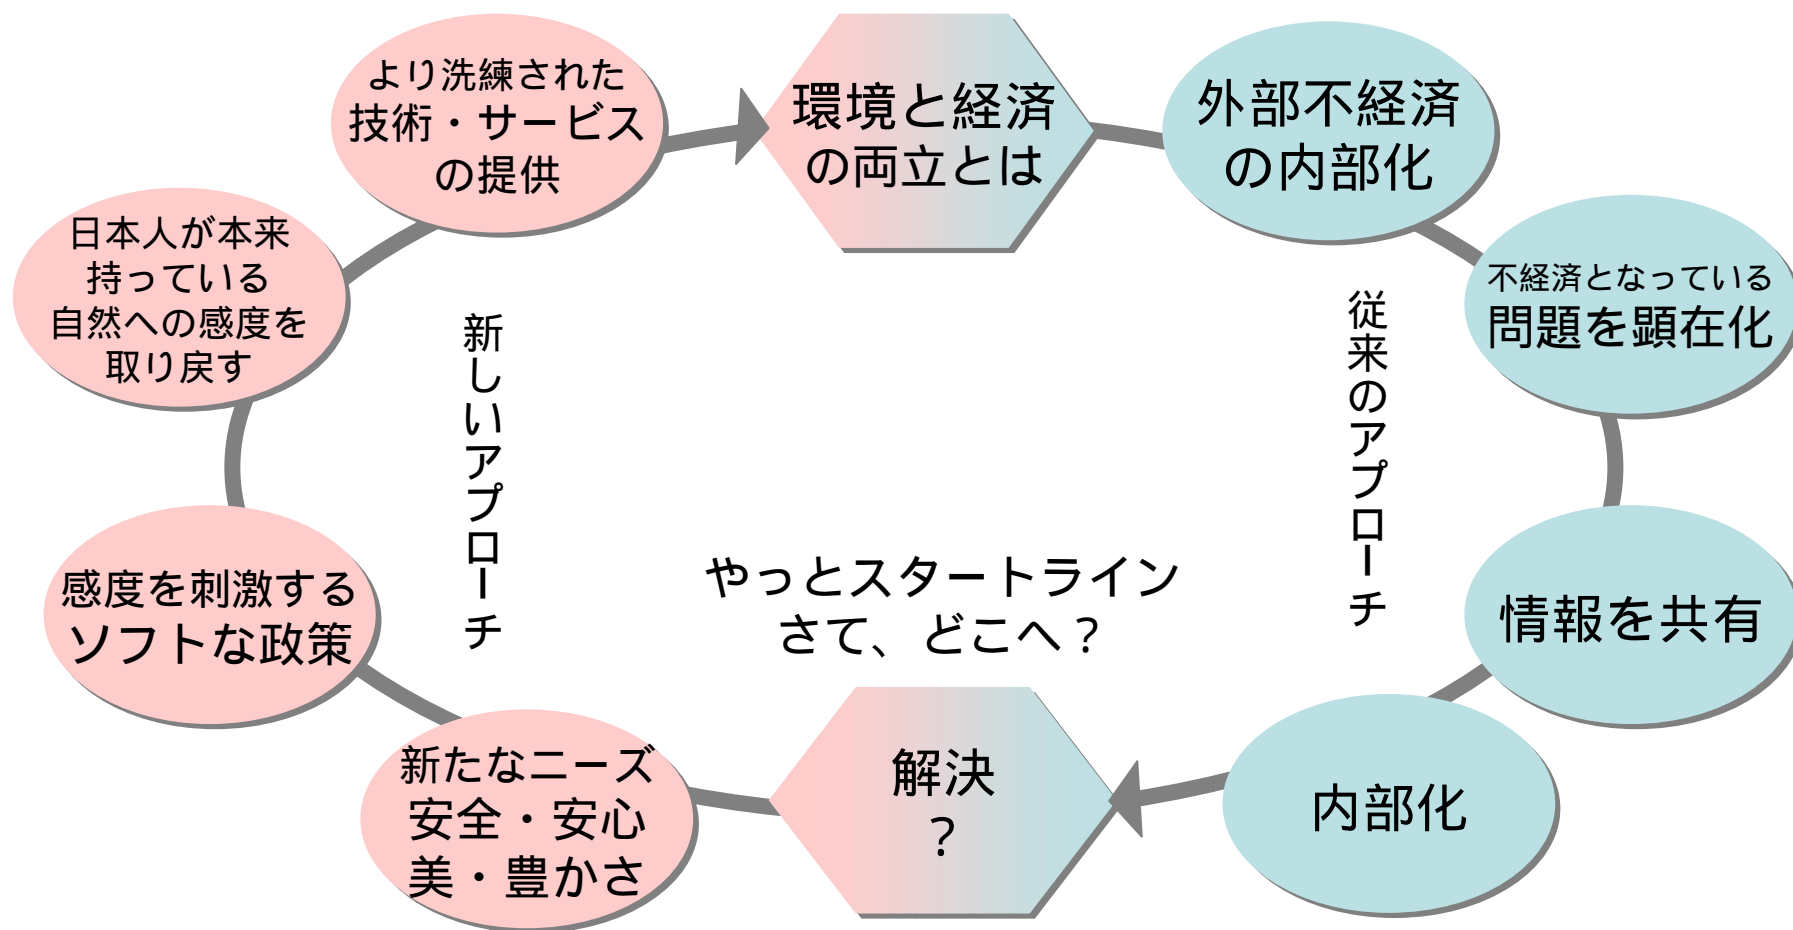 環境と経済
の両立とは
外部不経済
の内部化
不経済となっている
問題を顕在化
情報を共有
内部化
従来のアプローチ
やっとスタートライン
さて、どこへ？
解決
？
新たなニーズ
安全・安心
美・豊かさ
感度を刺激する
ソフトな政策
日本人が本来
持っている
自然への感度を
取り戻す
より洗練された
技術・サービス
の提供
新しいアプローチ